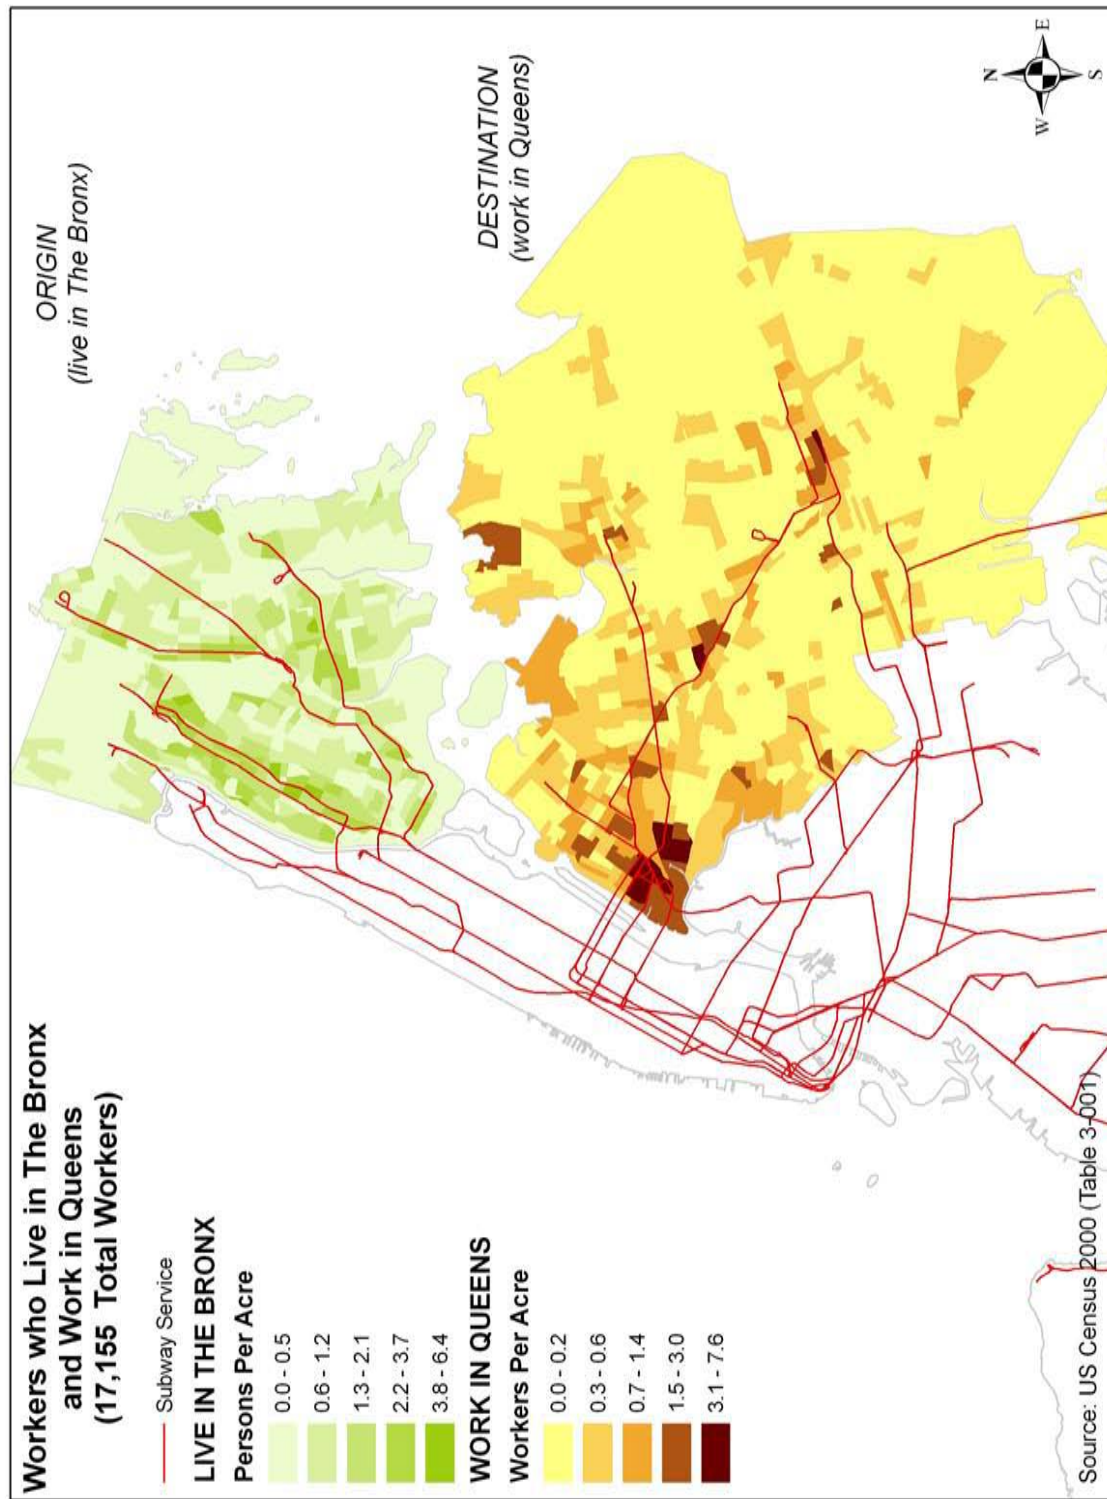 Workers who Live in The Bronx
and Work in Queens
(17,155 Total Workers)
Subway Service
LIVE IN THE BRONX
Persons Per Acre
0.0 - 0.5
0.6 - 1.2
1.3 - 2.1
2.2 - 3.7
3.8 - 6.4
WORK IN QUEENS
Workers Per Acre
0.0 - 0.2
0.3 - 0.6
0.7 - 1.4
1.5 - 3.0
3.1 - 7.6
Source: US Census 2000 (Table 3-001)
ORIGIN
(live in The Bronx)
DESTINATION
(work in Queens)
N
W
E
S